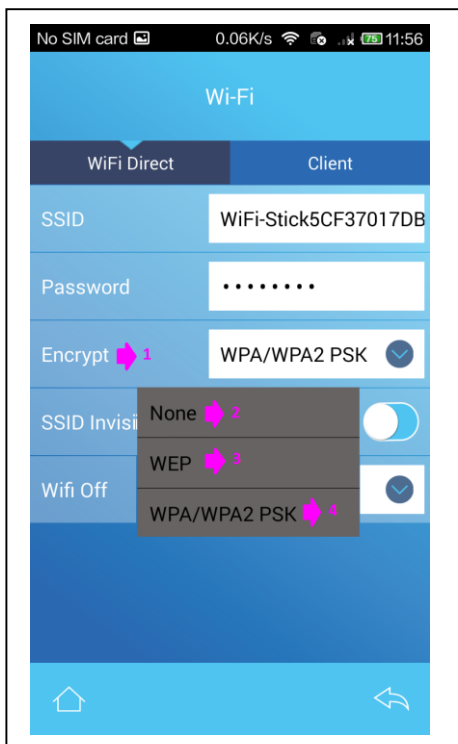 No SIM card 0.06K/s 75 11:56
Wi-Fi
WiFi Direct Client
SSID WiFi-Stick5CF37017DB
Password ••••••••
Encrypt 1 WPA/WPA2 PSK
SSID Invisi
None 2
WEP 3
Wifi Off
WPA/WPA2 PSK 4